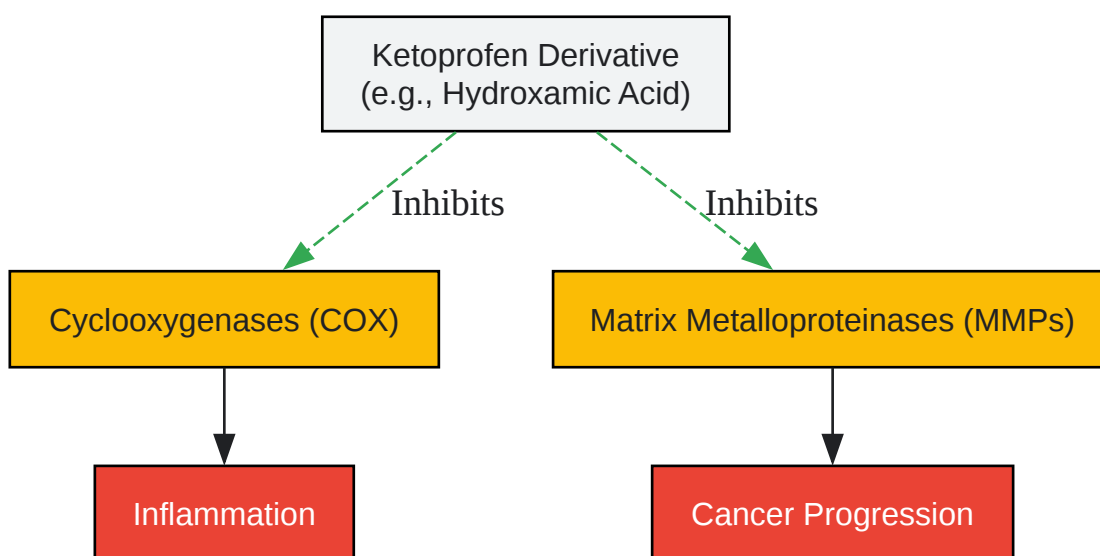 Ketoprofen Derivative
(e.g., Hydroxamic Acid)
Inhibits
Inhibits
Cyclooxygenases (COX)
Matrix Metalloproteinases (MMPs)
Inflammation
Cancer Progression